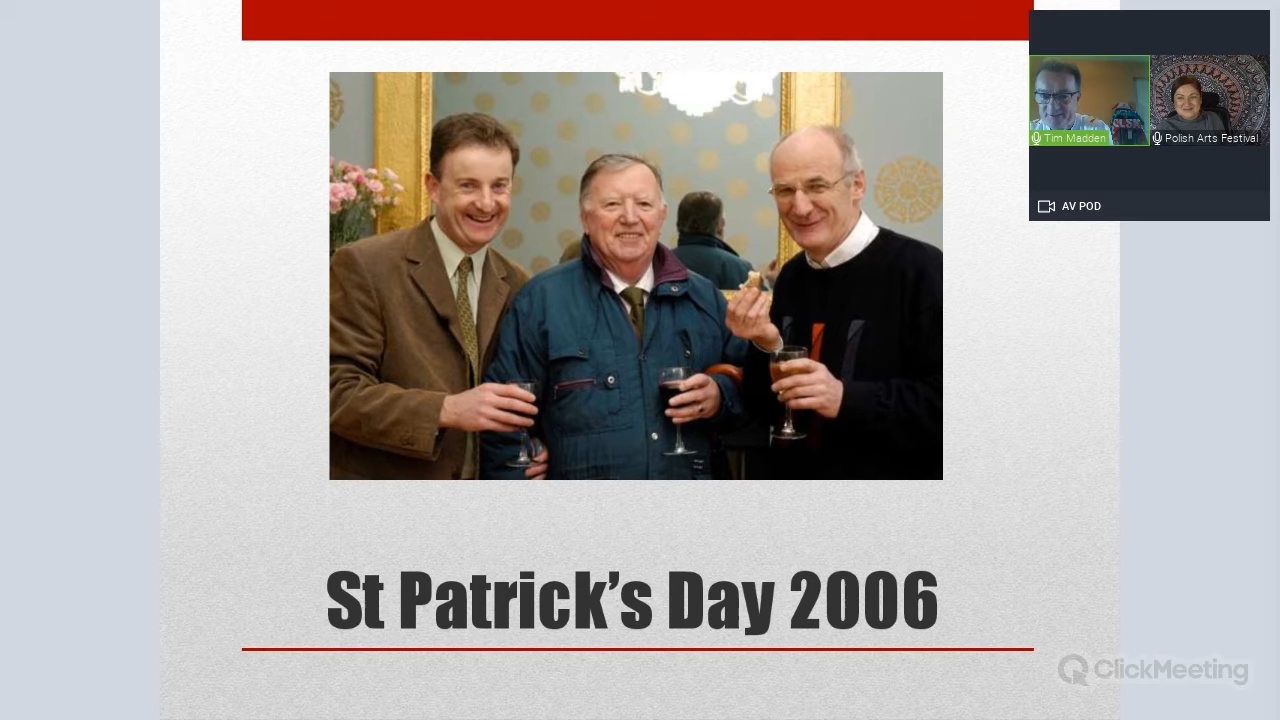 Tim Madden
Polish Arts Festival
AV POD
St Patrick’s Day 2006
ClickMeeting